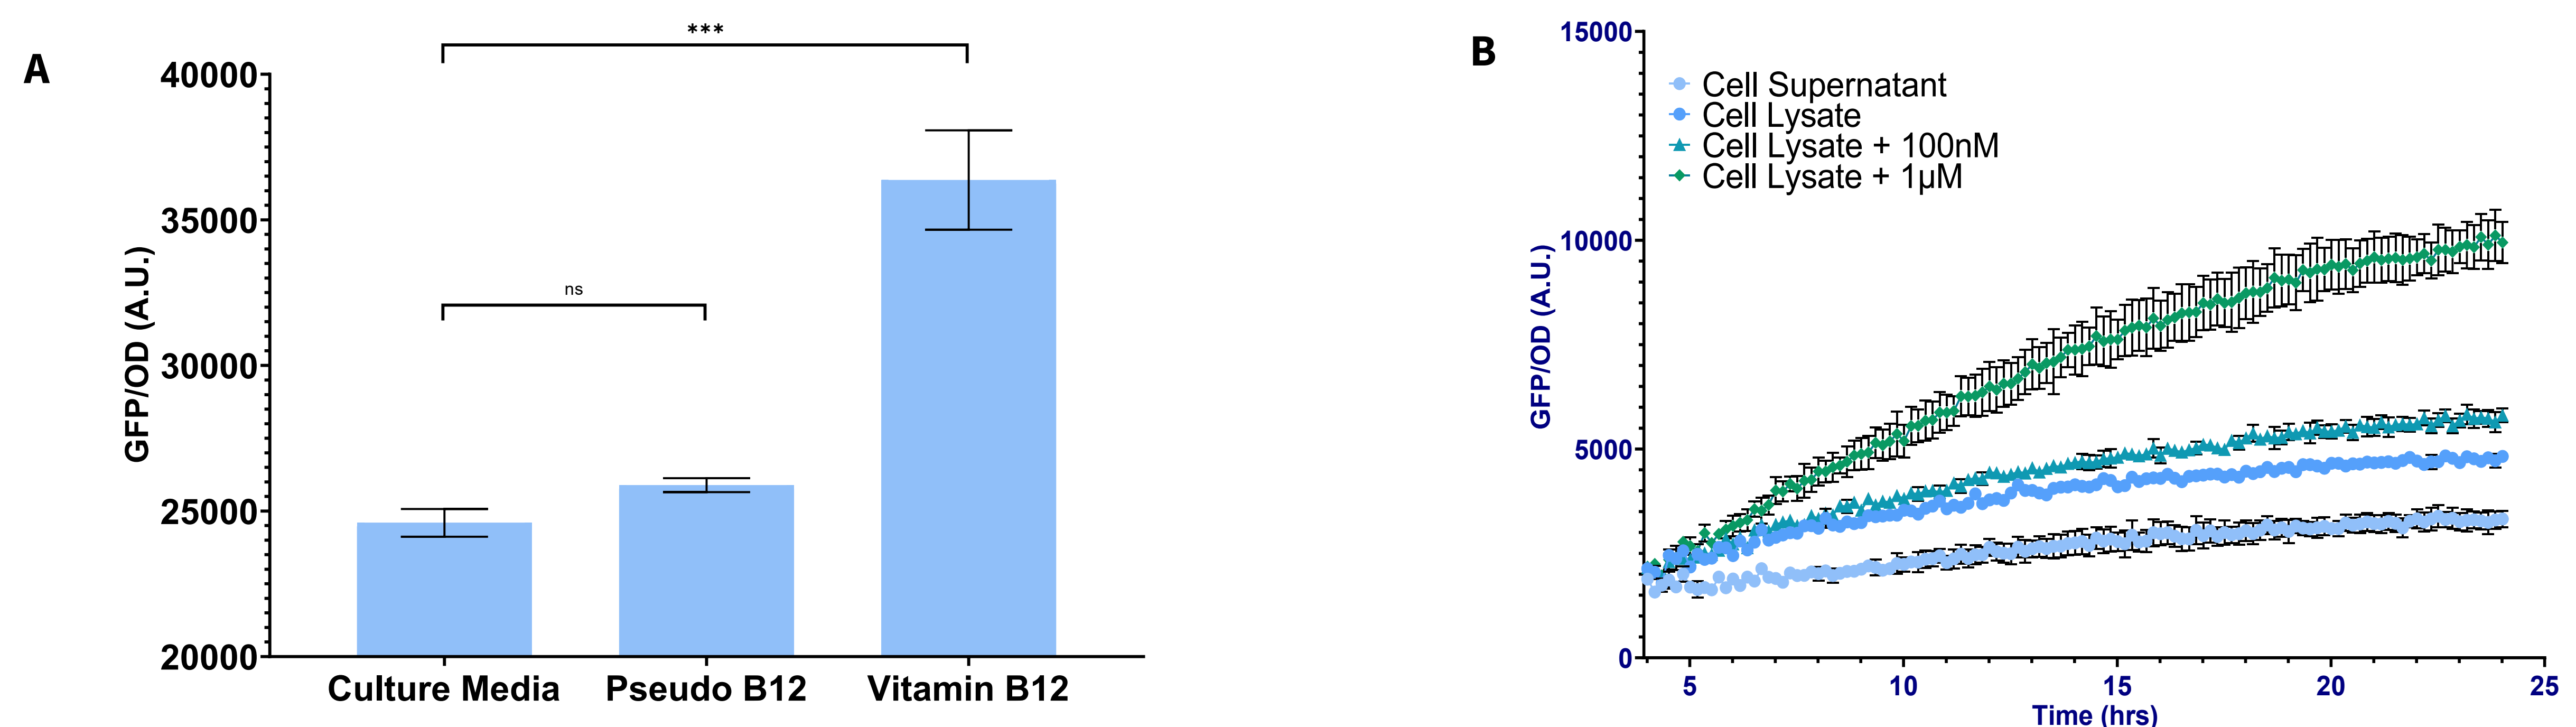 A
***
ns
GFP/OD (A.U.)
40000
35000
30000
25000
20000
Culture Media
Pseudo B12
Vitamin B12
B
Cell Supernatant
Cell Lysate
Cell Lysate + 100nM
Cell Lysate + 1µM
GFP/OD (A.U.)
15000
10000
5000
0
5
10
15
20
25
Time (hrs)